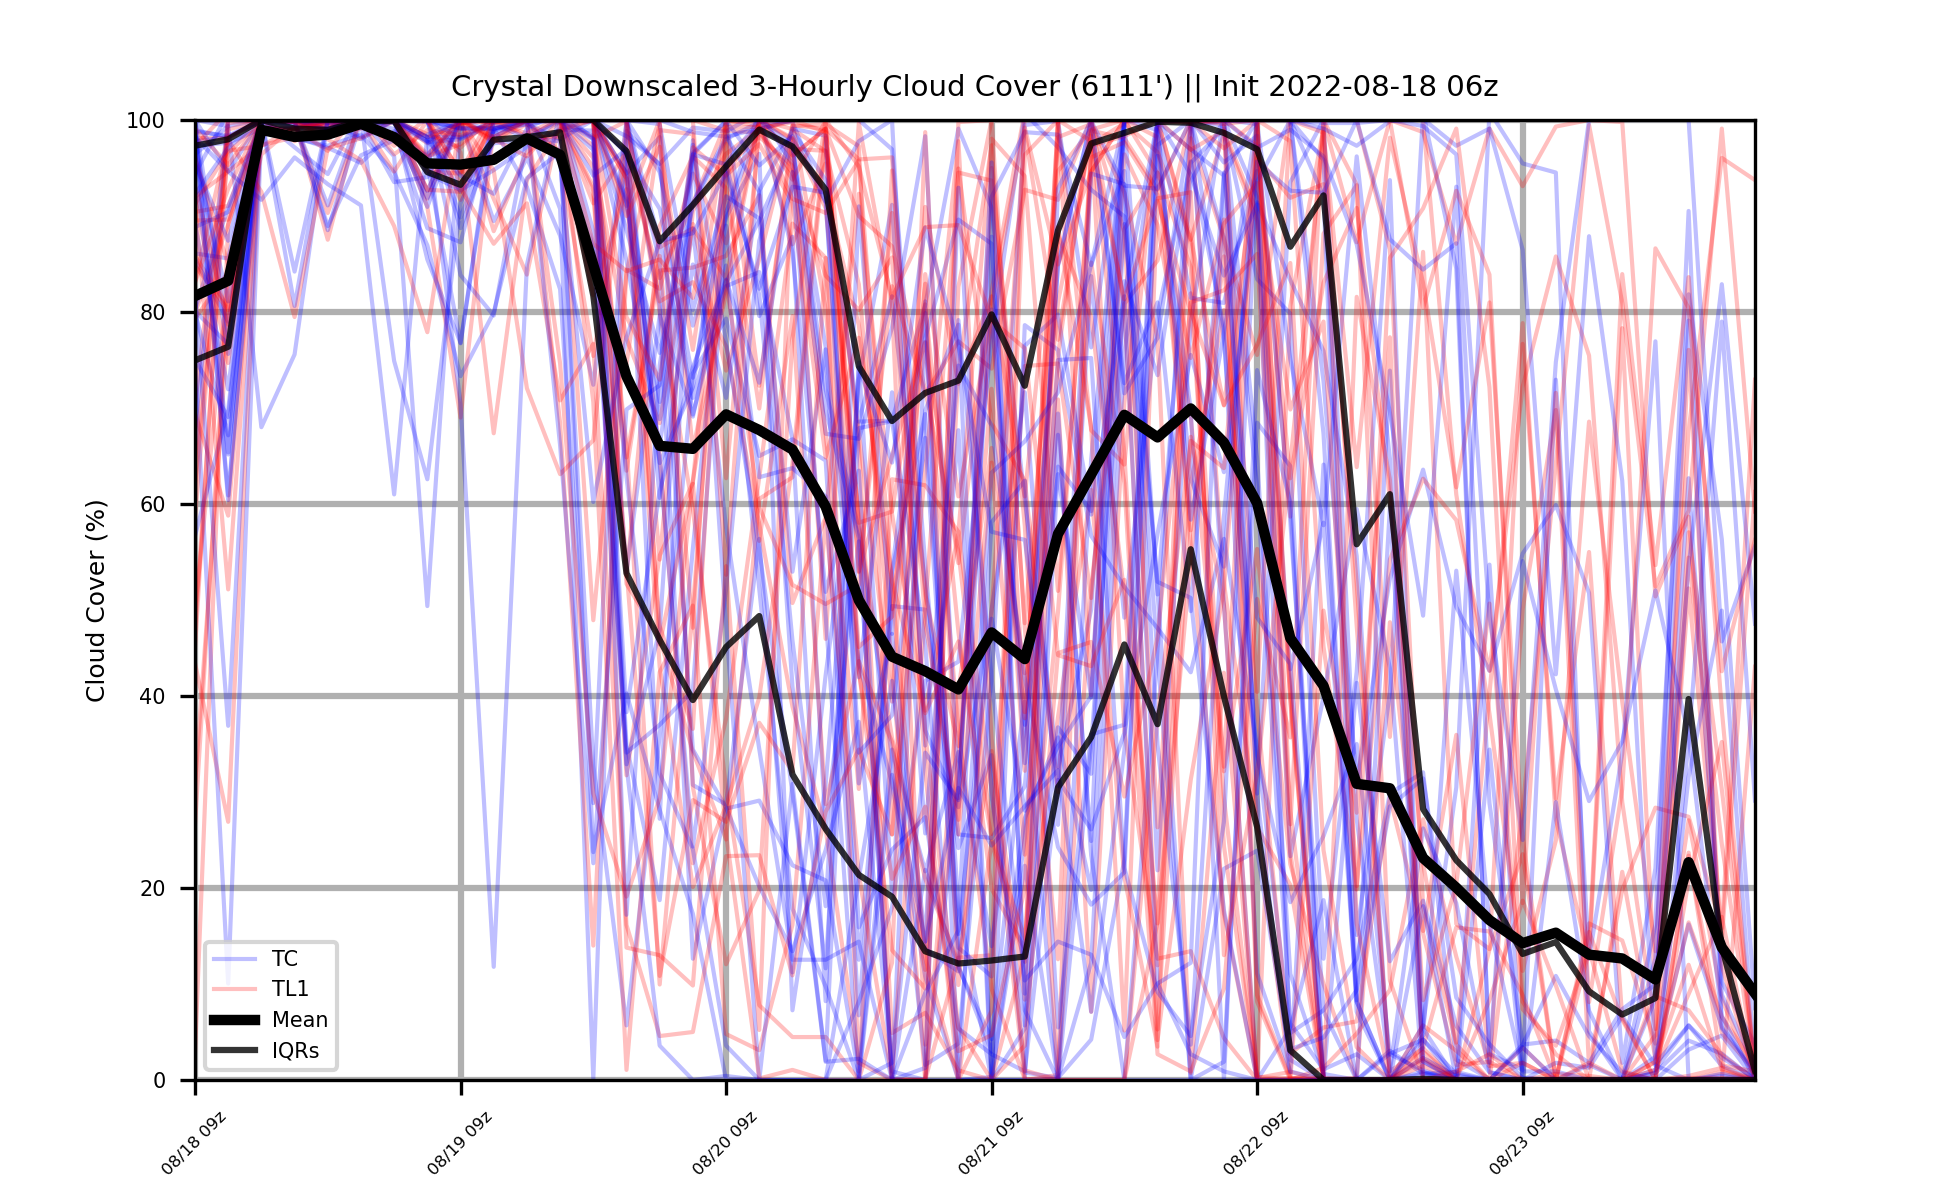 Crystal Downscaled 3-Hourly Cloud Cover (6111') || Init 2022-08-18 06z
Cloud Cover (%)
100
80
60
40
20
0
TC
TL1
Mean
IQRs
08/18 09z
08/19 09z
08/20 09z
08/21 09z
08/22 09z
08/23 09z